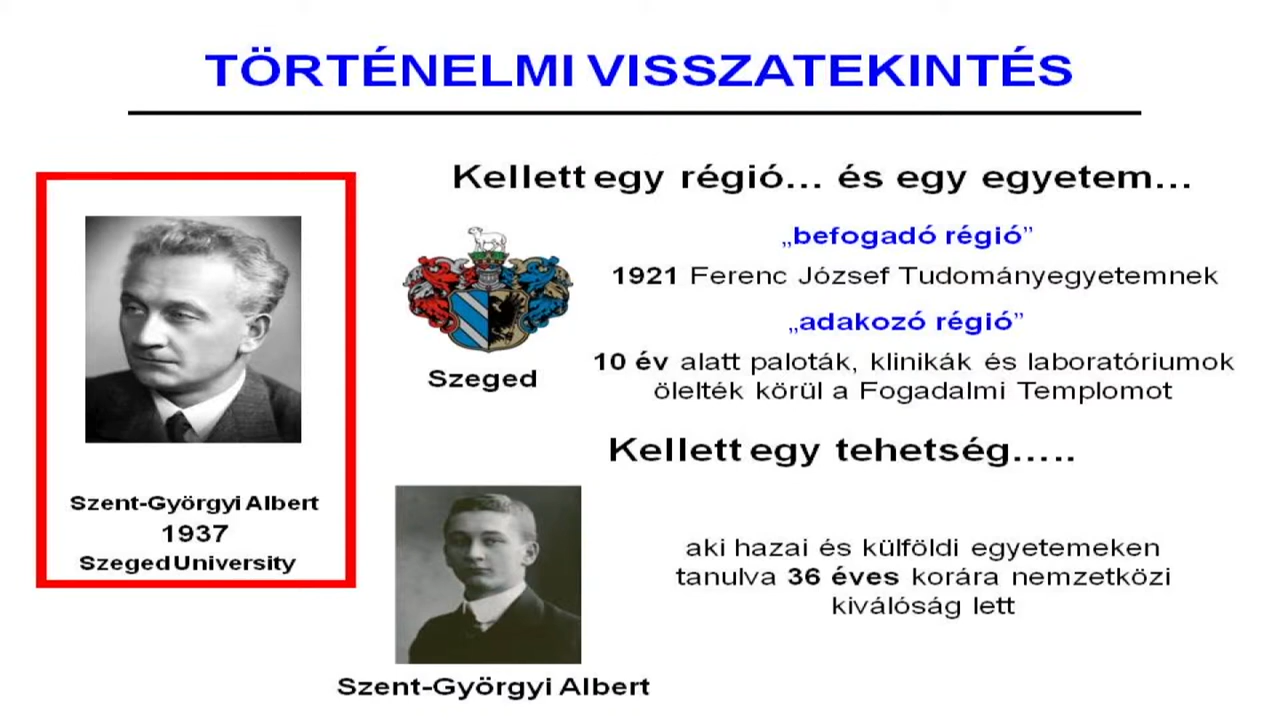 TÖRTÉNELMI VISSZATEKINTÉS
Kellett egy régió... és egy egyetem...
„befogadó régió”
1921 Ferenc József Tudományegyetemnek
„adakozó régió”
10 év alatt paloták, klinikák és laboratóriumok
ölelték körül a Fogadalmi Templomot
Szeged
Szent-Györgyi Albert
1937
Szeged University
Kellett egy tehetség.....
aki hazai és külföldi egyetemeken
tanulva 36 éves korára nemzetközi
kiválóság lett
Szent-Györgyi Albert